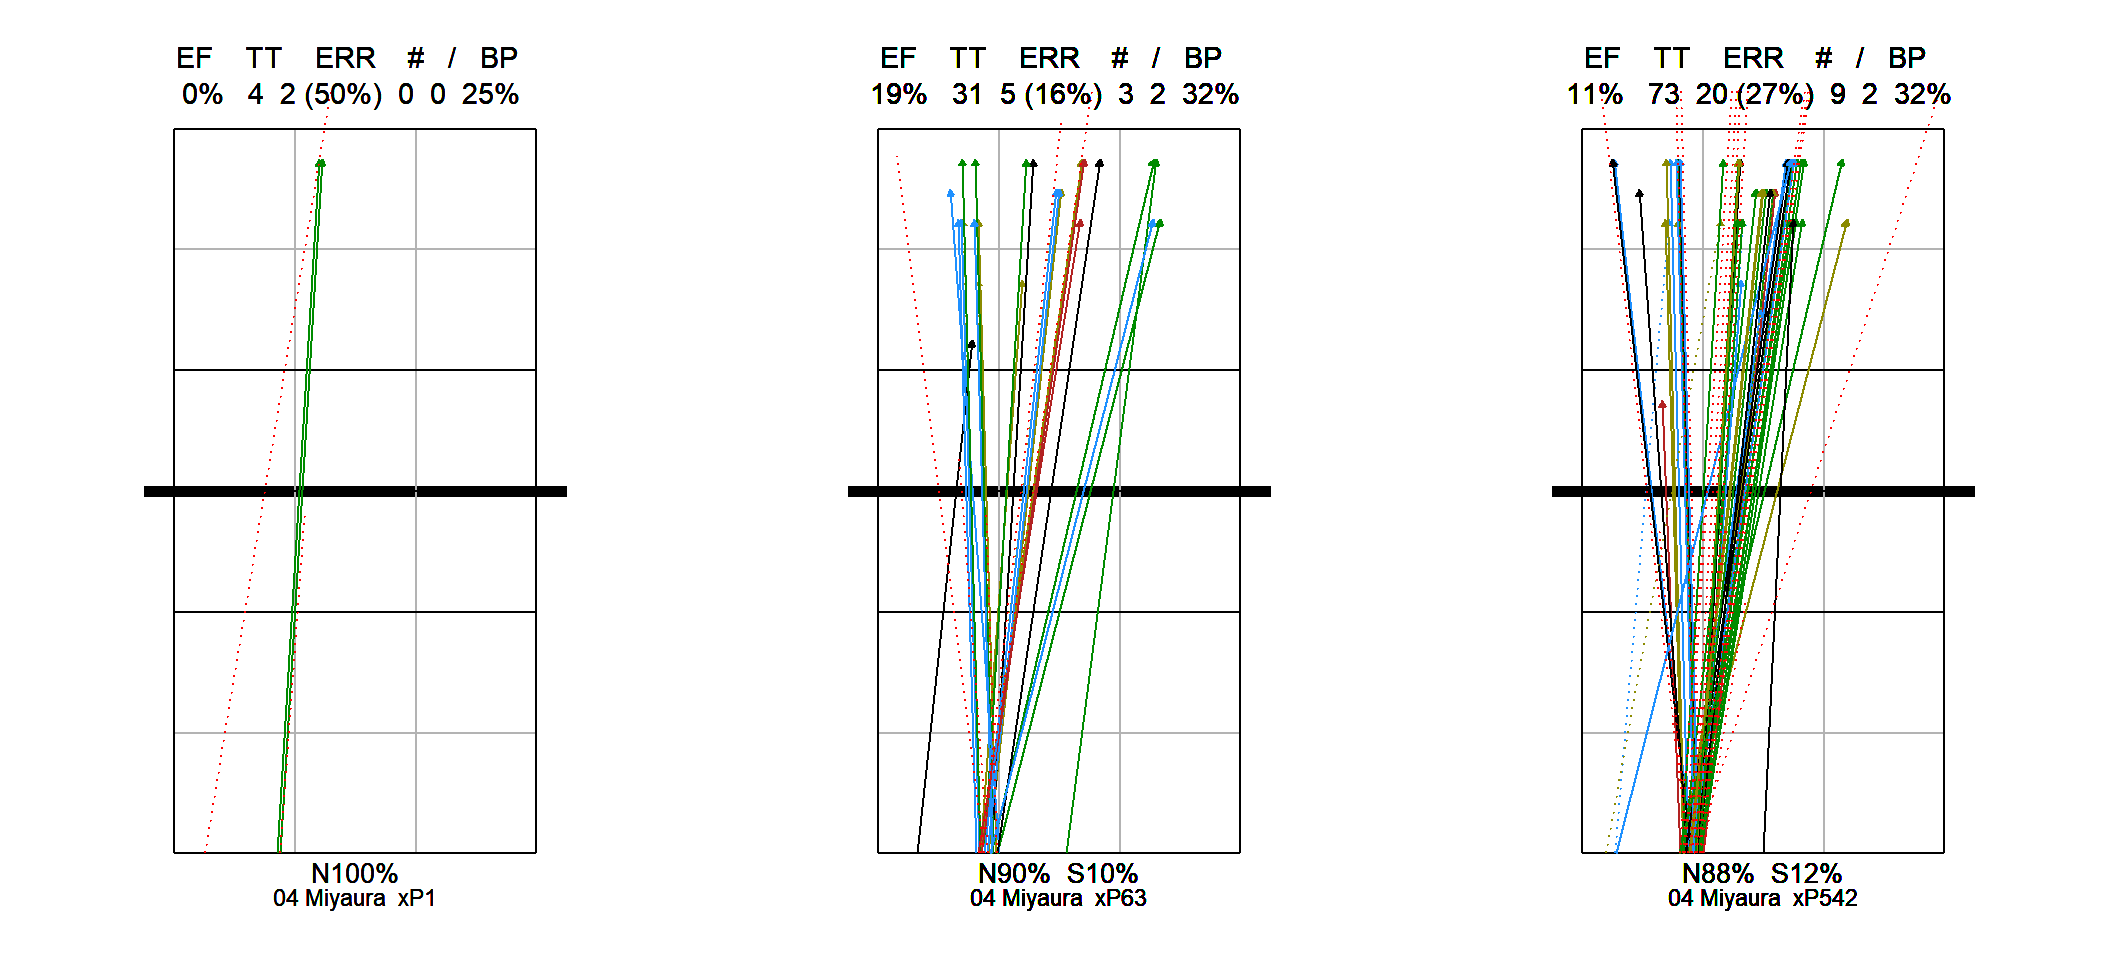 EF TT ERR # / BP
0% 4 2 (50%) 0 0 25%
N100%
04 Miyaura xP1
EF TT ERR # / BP
19% 31 5 (16%) 3 2 32%
N90% S10%
04 Miyaura xP63
EF TT ERR # / BP
11% 73 20 (27%) 9 2 32%
N88% S12%
04 Miyaura xP542